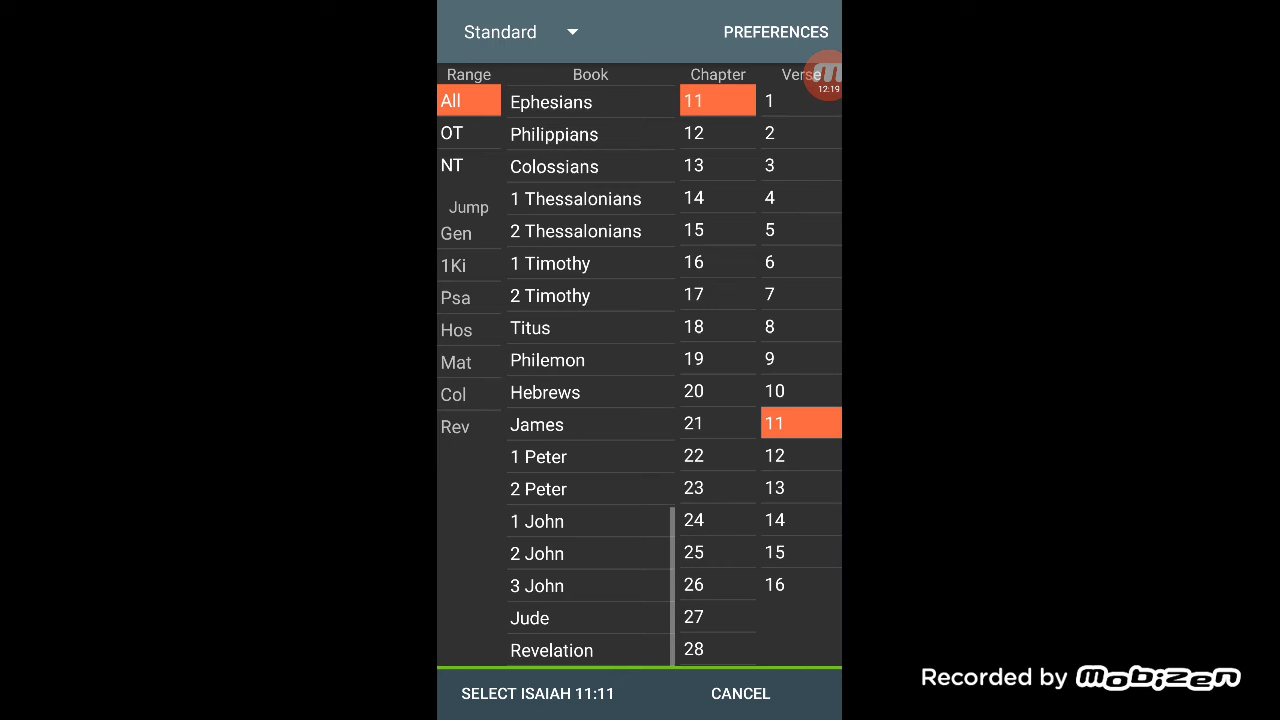 Standard PREFERENCES
Range Book Chapter Verse
All Ephesians 11 1
12:19
OT Philippians 12 2
NT Colossians 13 3
1 Thessalonians 14 4
Jump
Gen 2 Thessalonians 15 5
1Ki 1 Timothy 16 6
Psa 2 Timothy 17 7
Hos Titus 18 8
Mat Philemon 19 9
Col Hebrews 20 10
Rev James 21 11
1 Peter 22 12
2 Peter 23 13
1 John 24 14
2 John 25 15
3 John 26 16
Jude 27
Revelation 28
SELECT ISAIAH 11:11 CANCEL
Recorded by mobizen